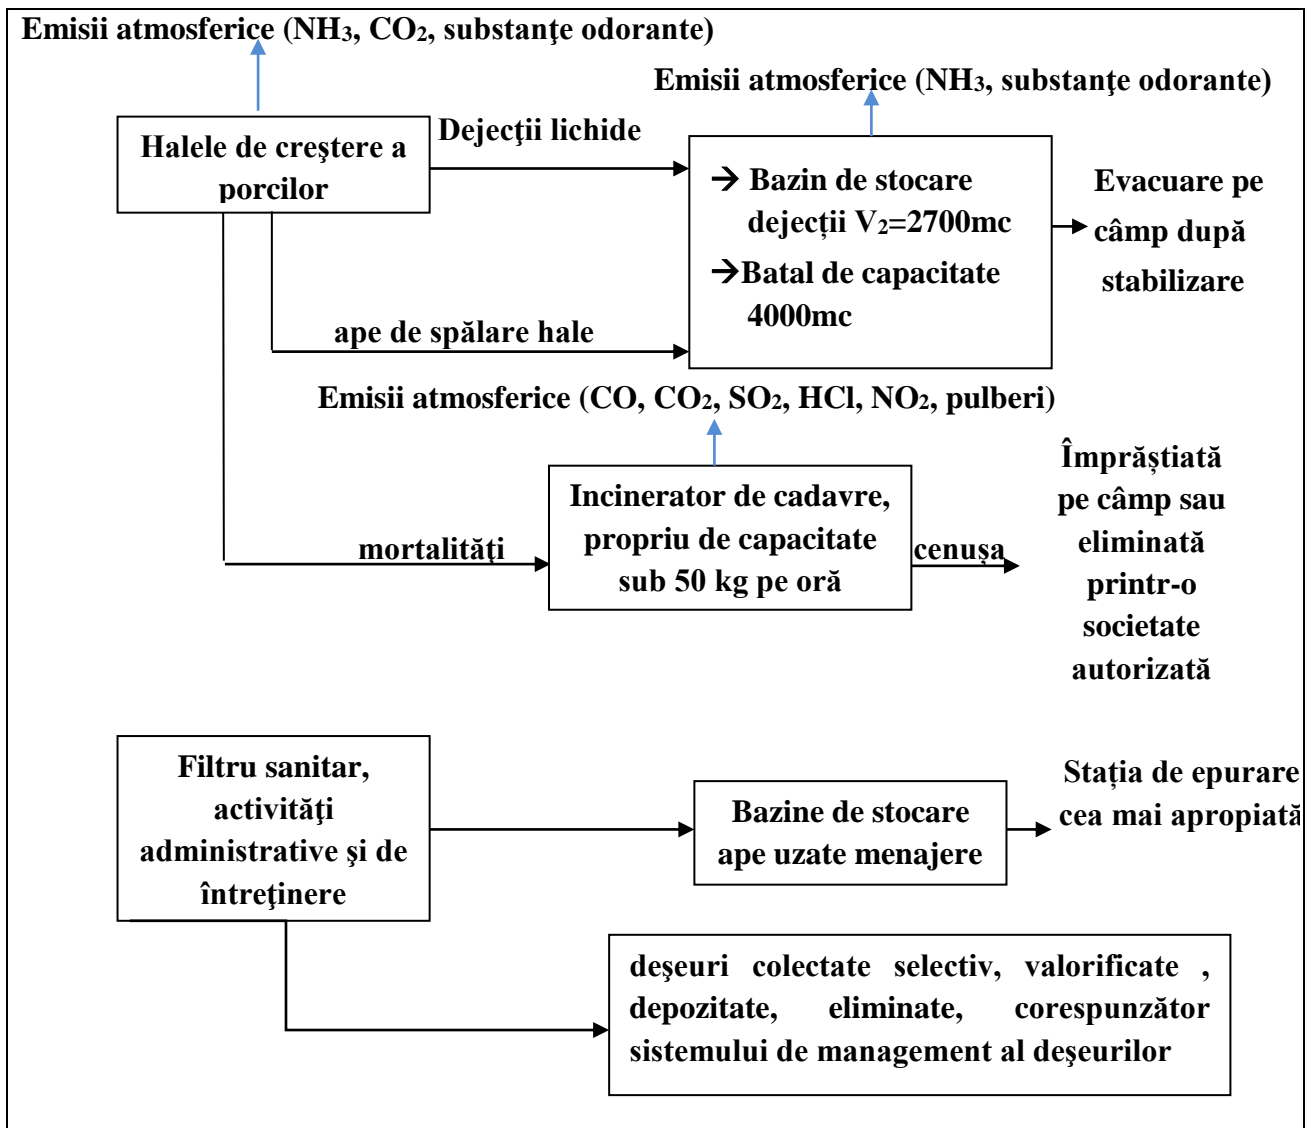 Emisii atmosferice (NH₃, CO₂, substanţe odorante)
Emisii atmosferice (NH₃, substanţe odorante)
Halele de creştere a
porcilor
Dejecţii lichide
→ Bazin de stocare
dejecții V₂=2700mc
→Batal de capacitate
4000mc
Evacuare pe
câmp după
stabilizare
ape de spălare hale
Emisii atmosferice (CO, CO₂, SO₂, HCl, NO₂, pulberi)
mortalităţi
Incinerator de cadavre,
propriu de capacitate
sub 50 kg pe oră
cenușa
Împrăștiată
pe câmp sau
eliminată
printr-o
societate
autorizată
Filtru sanitar,
activităţi
administrative şi de
întreţinere
Bazine de stocare
ape uzate menajere
Stația de epurare
cea mai apropiată
deşeuri colectate selectiv, valorificate ,
depozitate, eliminate, corespunzător
sistemului de management al deşeurilor